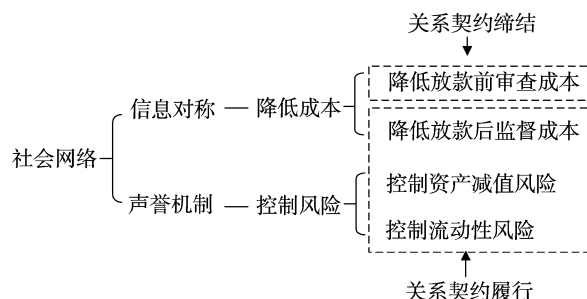 关系契约缔结
降低放款前审查成本
信息对称 — 降低成本
降低放款后监督成本
社会网络
控制资产减值风险
声誉机制 — 控制风险
控制流动性风险
关系契约履行